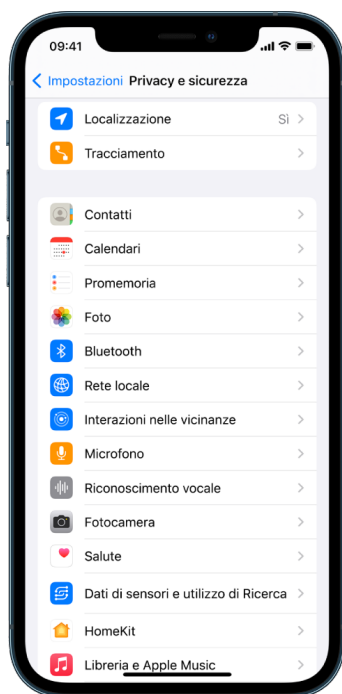 09:41
Impostazioni Privacy e sicurezza
Localizzazione Sì
Tracciamento
Contatti
Calendari
Promemoria
Foto
Bluetooth
Rete locale
Interazioni nelle vicinanze
Microfono
Riconoscimento vocale
Fotocamera
Salute
Dati di sensori e utilizzo di Ricerca
HomeKit
Libreria e Apple Music